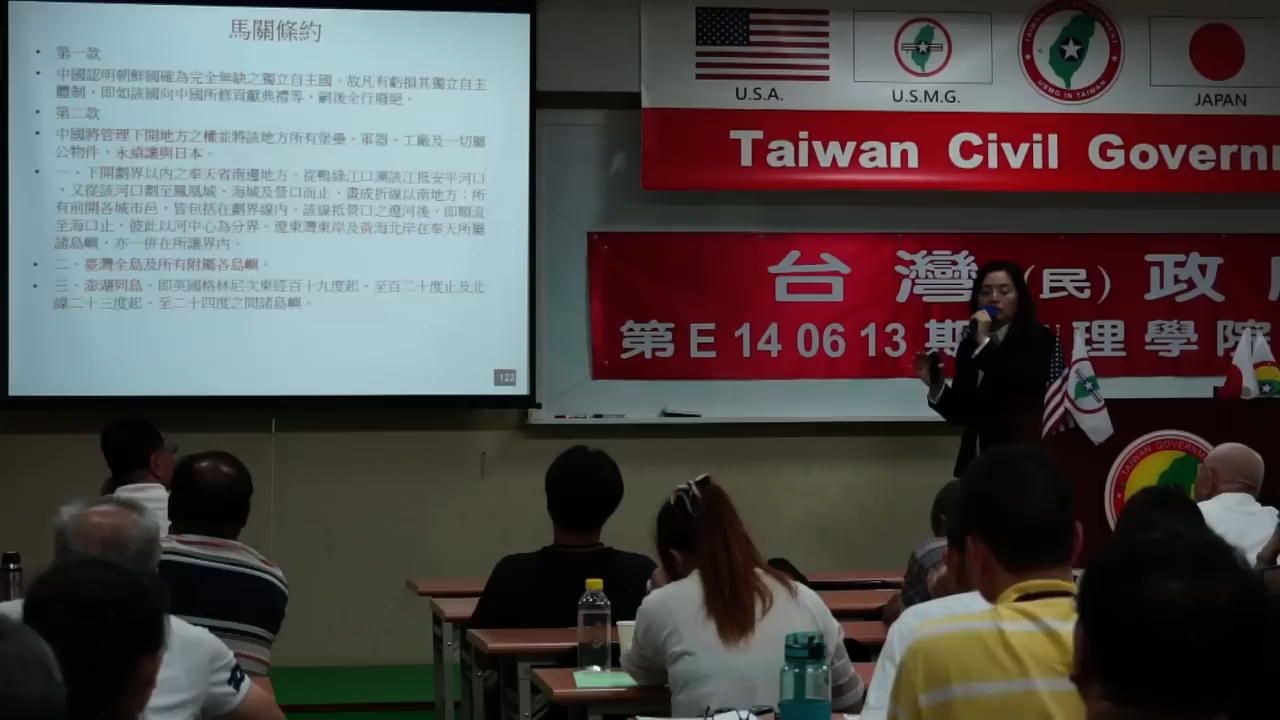 馬關條約
• 第一款
• 中國認明朝鮮國確為完全無缺之獨立自主國。故凡有虧損其獨立自主
體制，即如該國向中國所修貢獻典禮等，嗣後全行廢絕。
• 第二款
• 中國將管理下開地方之權並將該地方所有堡壘、軍器、工廠及一切屬
公物件，永遠讓與日本。
• 一、下開劃界以內之奉天省南邊地方。從鴨綠江口溯該江抵安平河口
，又從該河口劃至鳳凰城、海城及營口而止，畫成折線以南地方；所
有前開各城市邑，皆包括在劃界線內。該線抵營口之遼河後，即順流
至海口止，彼此以河中心為分界。遼東灣東岸及黃海北岸在奉天所屬
諸島嶼，亦一併在所讓界內。
• 二、臺灣全島及所有附屬各島嶼。
• 三、澎湖列島。即英國格林尼次東經百十九度起、至百二十度止及北
緯二十三度起、至二十四度之間諸島嶼。
122
U.S.A.
U.S.M.G.
TAIWAN GOVERNMENT
USMG IN TAIWAN
JAPAN
Taiwan Civil Governm
台灣(民)政府
第E 14 06 13 期 理學院
TAIWAN GOVERNM